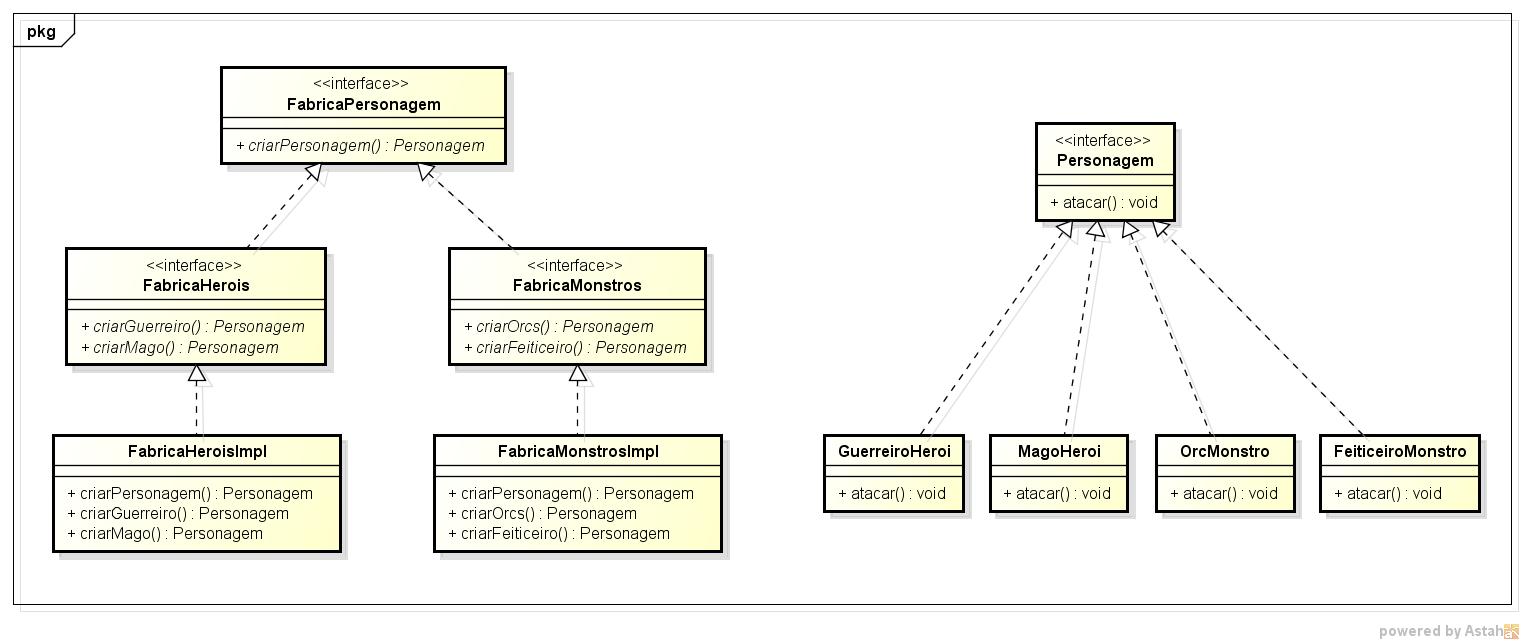 pkg
<<interface>>
FabricaPersonagem
+ criarPersonagem() : Personagem
<<interface>>
FabricaHerois
+ criarGuerreiro() : Personagem
+ criarMago() : Personagem
<<interface>>
FabricaMonstros
+ criarOrcs() : Personagem
+ criarFeiticeiro() : Personagem
FabricaHeroisImpl
+ criarPersonagem() : Personagem
+ criarGuerreiro() : Personagem
+ criarMago() : Personagem
FabricaMonstrosImpl
+ criarPersonagem() : Personagem
+ criarOrcs() : Personagem
+ criarFeiticeiro() : Personagem
<<interface>>
Personagem
+ atacar() : void
GuerreiroHeroi
+ atacar() : void
MagoHeroi
+ atacar() : void
OrcMonstro
+ atacar() : void
FeiticeiroMonstro
+ atacar() : void
powered by Astah